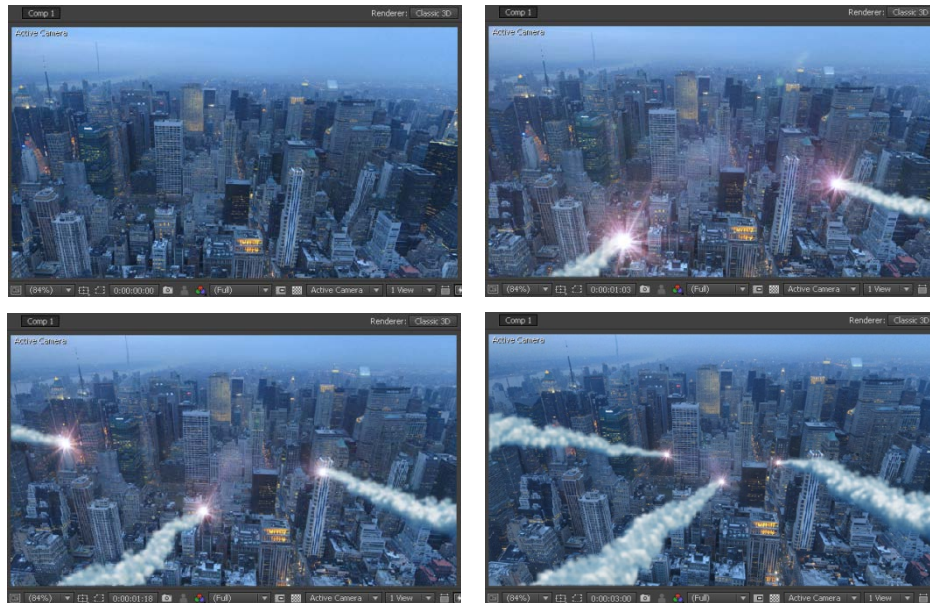 Comp 1 Renderer: Classic 3D
Active Camera
(84%) 0:00:00:00 (Full) Active Camera 1 View
Comp 1 Renderer: Classic 3D
Active Camera
(84%) 0:00:01:03 (Full) Active Camera 1 View
Comp 1 Renderer: Classic 3D
Active Camera
(84%) 0:00:01:18 (Full) Active Camera 1 View
Comp 1 Renderer: Classic 3D
Active Camera
(84%) 0:00:03:00 (Full) Active Camera 1 View